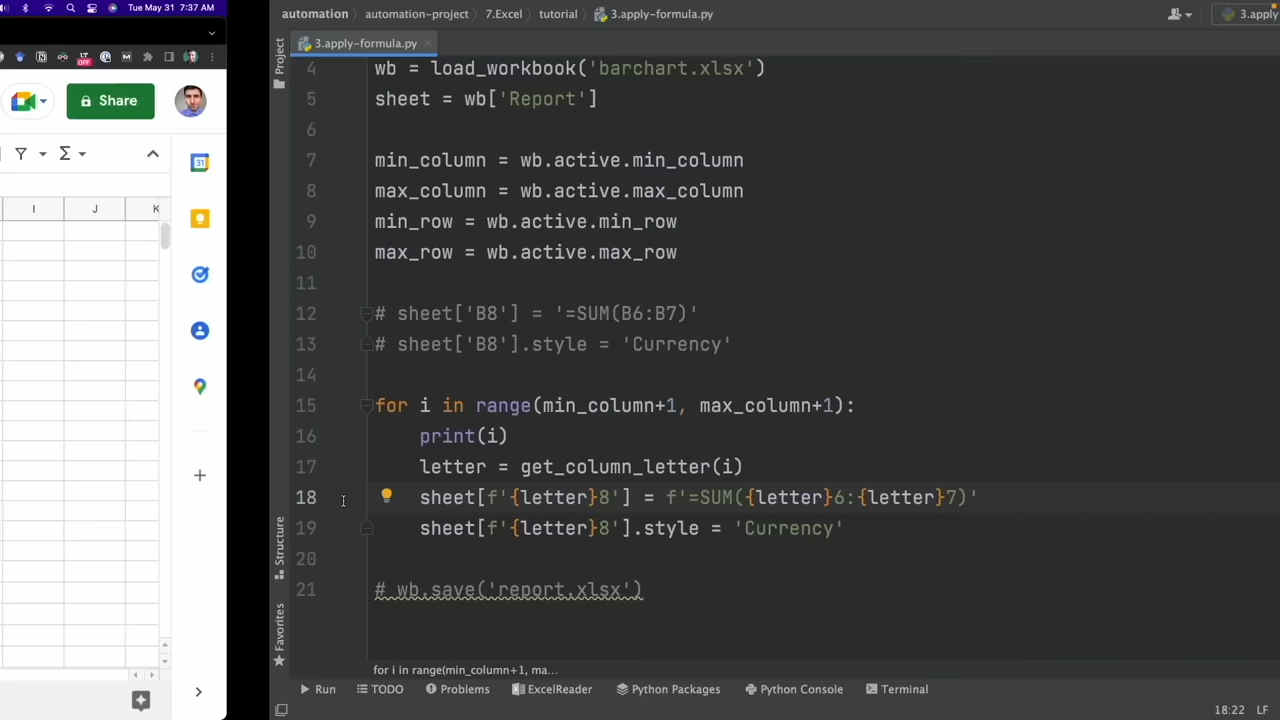 Tue May 31 7:37 AM
LT
OFF
Share
31
I J K
automation automation-project 7.Excel tutorial 3.apply-formula.py
3.apply
Project
3.apply-formula.py
4 wb = load_workbook('barchart.xlsx')
5 sheet = wb['Report']
6
7 min_column = wb.active.min_column
8 max_column = wb.active.max_column
9 min_row = wb.active.min_row
10 max_row = wb.active.max_row
11
12 # sheet['B8'] = '=SUM(B6:B7)'
13 # sheet['B8'].style = 'Currency'
14
15 for i in range(min_column+1, max_column+1):
16 print(i)
17 letter = get_column_letter(i)
18 sheet[f'{letter}8'] = f'=SUM({letter}6:{letter}7)'
19 sheet[f'{letter}8'].style = 'Currency'
20
21 # wb.save('report.xlsx')
Structure
Favorites
for i in range(min_column+1, ma...
Run TODO Problems ExcelReader Python Packages Python Console Terminal
18:22 LF